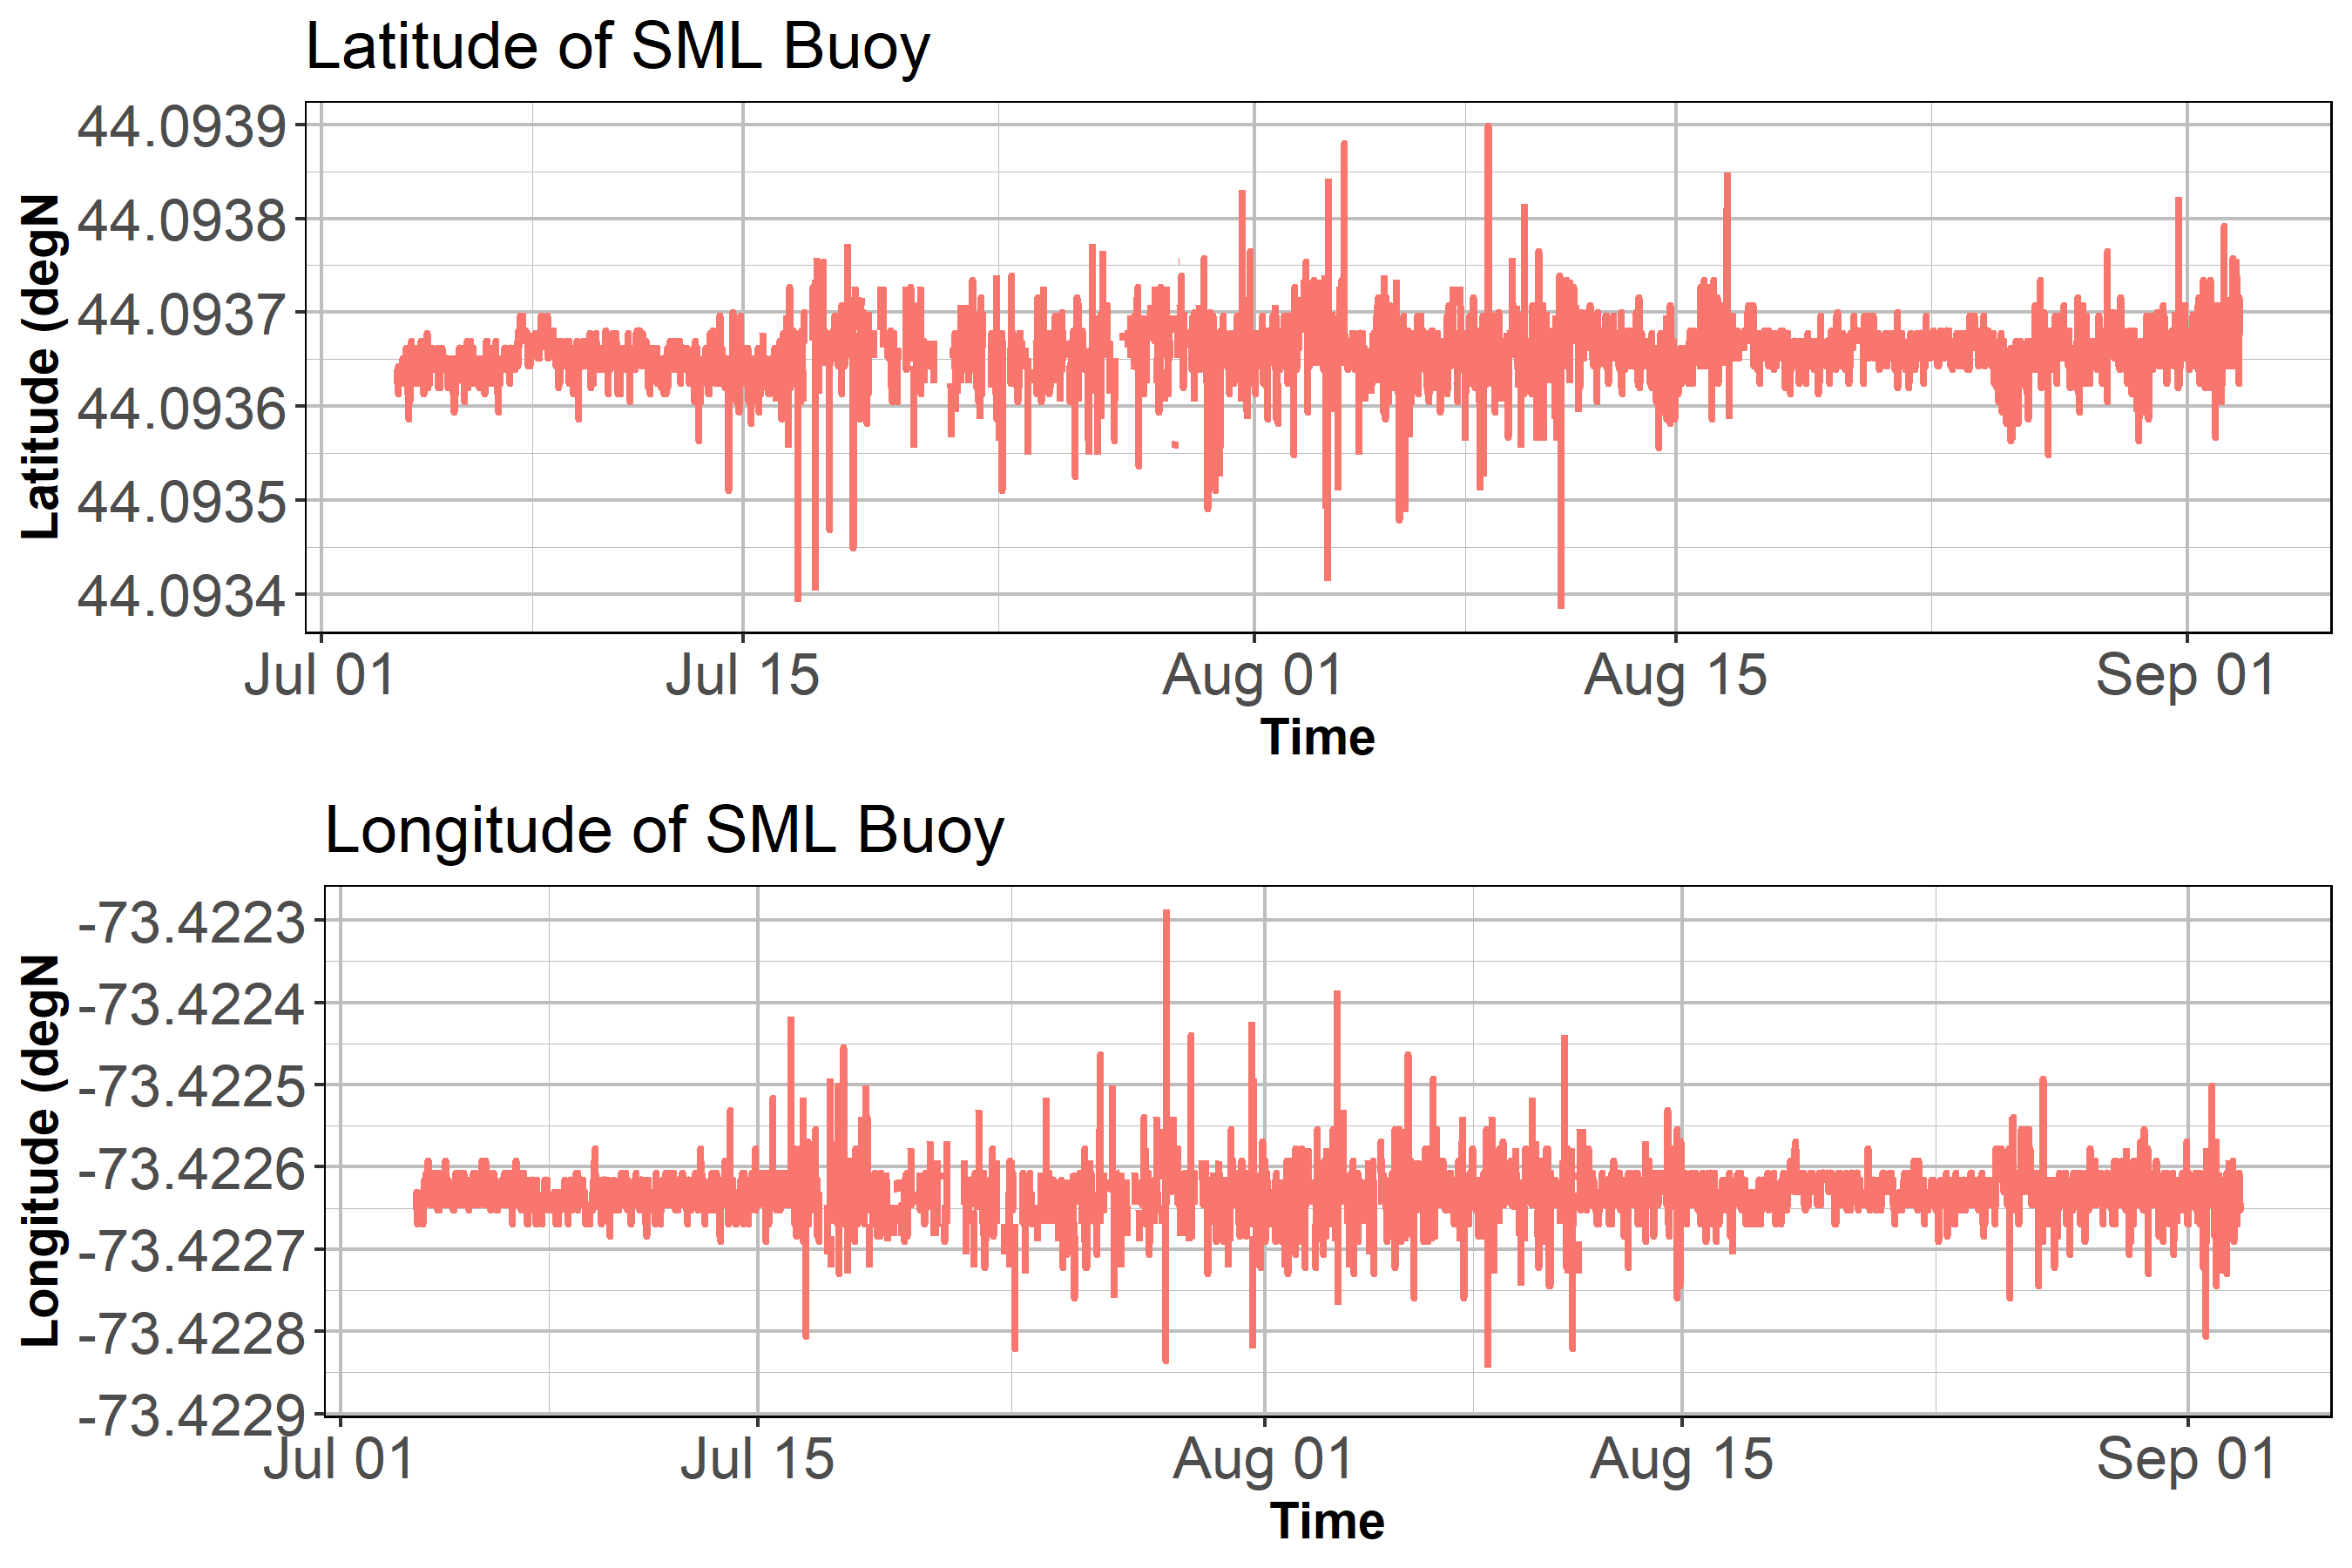 Latitude of SML Buoy
44.0939
44.0938
44.0937
44.0936
44.0935
44.0934
Latitude (degN
Jul 01 Jul 15 Aug 01 Aug 15 Sep 01
Time
Longitude of SML Buoy
-73.4223
-73.4224
-73.4225
-73.4226
-73.4227
-73.4228
-73.4229
Longitude (degN
Jul 01 Jul 15 Aug 01 Aug 15 Sep 01
Time